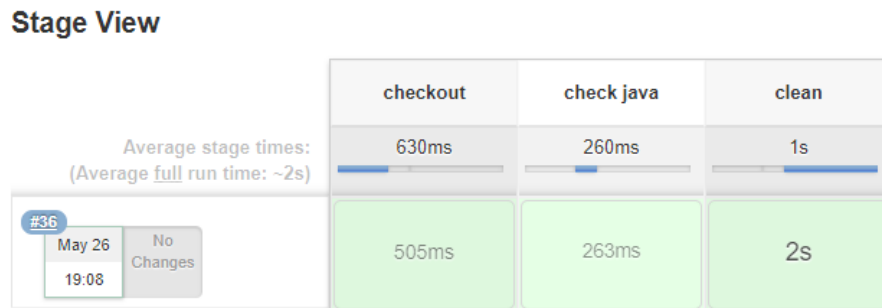 Stage View
checkout check java clean
Average stage times: 630ms 260ms 1s
(Average full run time: ~2s)
#36
May 26 No
Changes
19:08
505ms 263ms 2s